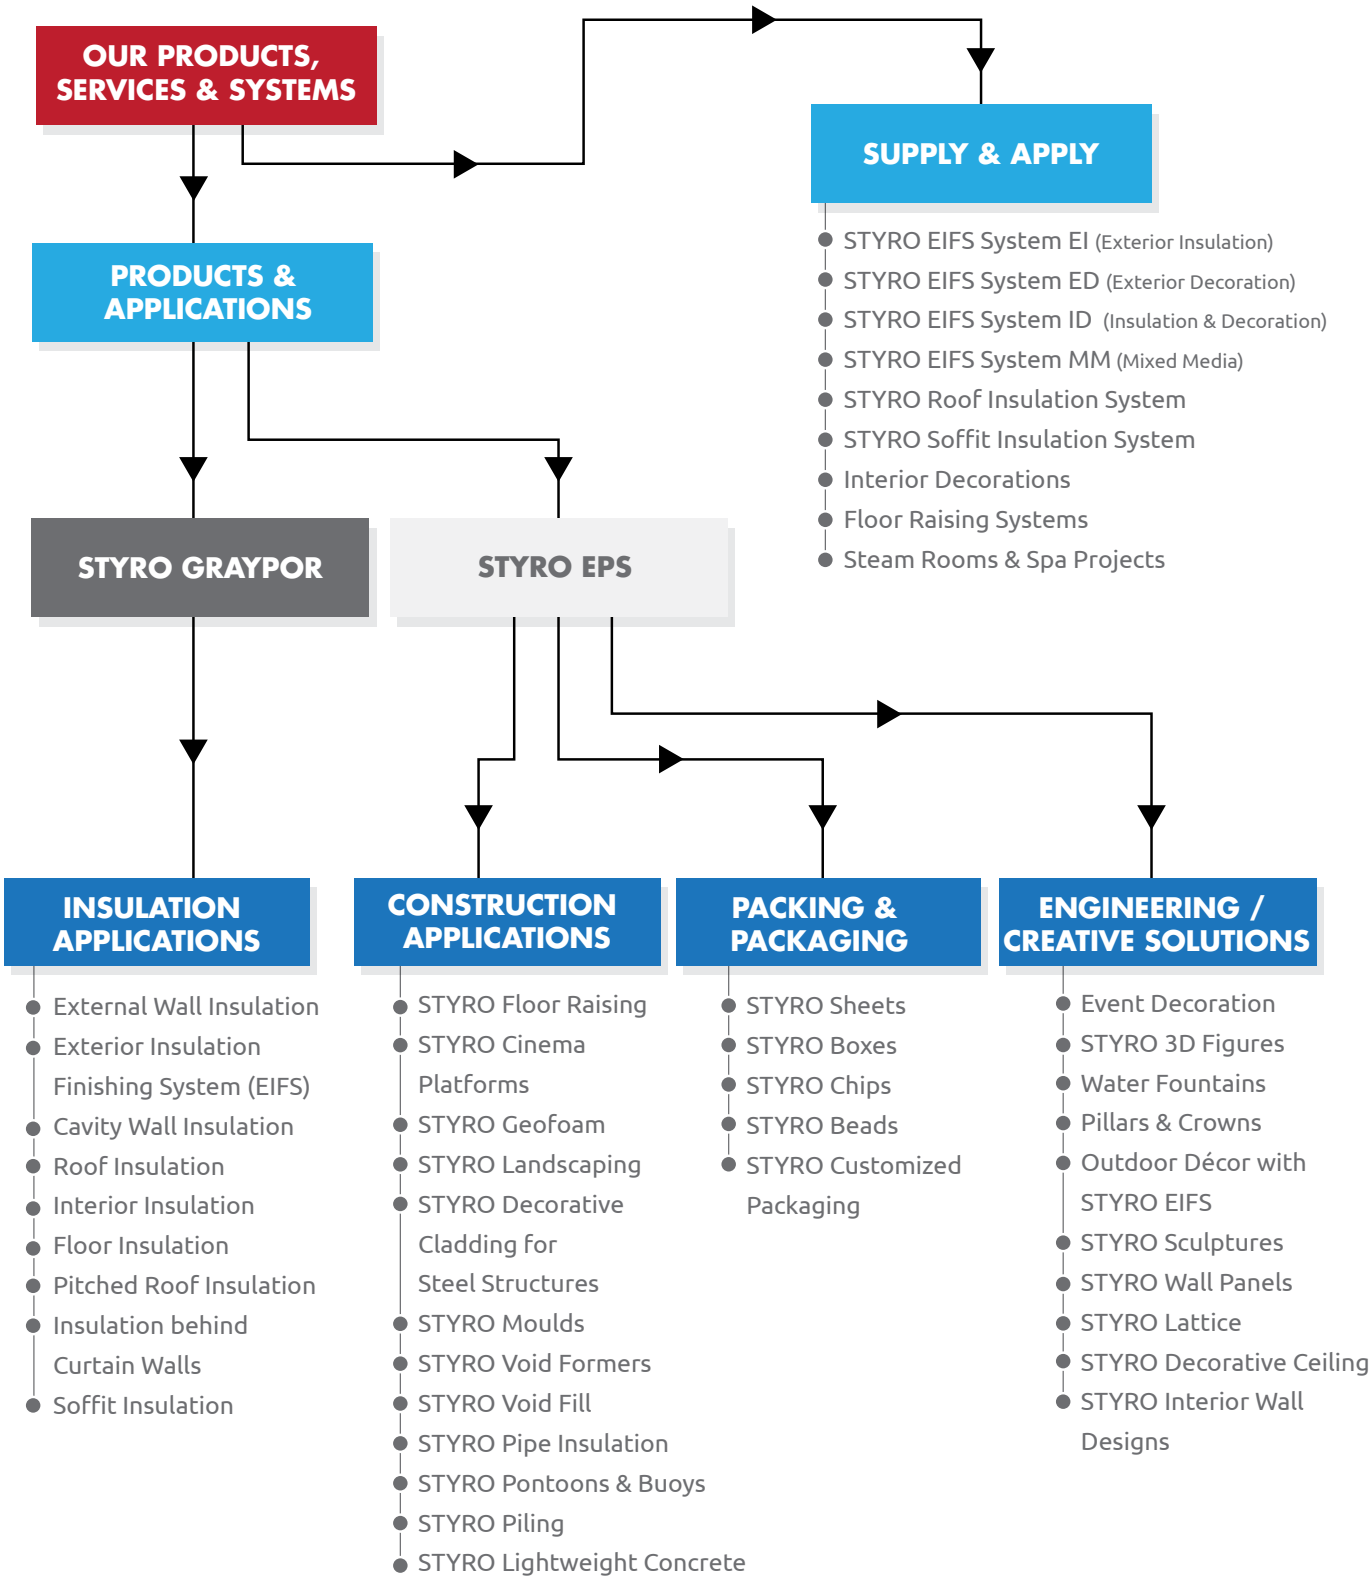 OUR PRODUCTS,
SERVICES & SYSTEMS
SUPPLY & APPLY
STYRO EIFS System EI (Exterior Insulation)
STYRO EIFS System ED (Exterior Decoration)
STYRO EIFS System ID (Insulation & Decoration)
STYRO EIFS System MM (Mixed Media)
STYRO Roof Insulation System
STYRO Soffit Insulation System
Interior Decorations
Floor Raising Systems
Steam Rooms & Spa Projects
PRODUCTS &
APPLICATIONS
STYRO GRAYPOR
STYRO EPS
INSULATION
APPLICATIONS
External Wall Insulation
Exterior Insulation
Finishing System (EIFS)
Cavity Wall Insulation
Roof Insulation
Interior Insulation
Floor Insulation
Pitched Roof Insulation
Insulation behind
Curtain Walls
Soffit Insulation
CONSTRUCTION
APPLICATIONS
STYRO Floor Raising
STYRO Cinema
Platforms
STYRO Geofoam
STYRO Landscaping
STYRO Decorative
Cladding for
Steel Structures
STYRO Moulds
STYRO Void Formers
STYRO Void Fill
STYRO Pipe Insulation
STYRO Pontoons & Buoys
STYRO Piling
STYRO Lightweight Concrete
PACKING &
PACKAGING
STYRO Sheets
STYRO Boxes
STYRO Chips
STYRO Beads
STYRO Customized
Packaging
ENGINEERING /
CREATIVE SOLUTIONS
Event Decoration
STYRO 3D Figures
Water Fountains
Pillars & Crowns
Outdoor Décor with
STYRO EIFS
STYRO Sculptures
STYRO Wall Panels
STYRO Lattice
STYRO Decorative Ceiling
STYRO Interior Wall
Designs